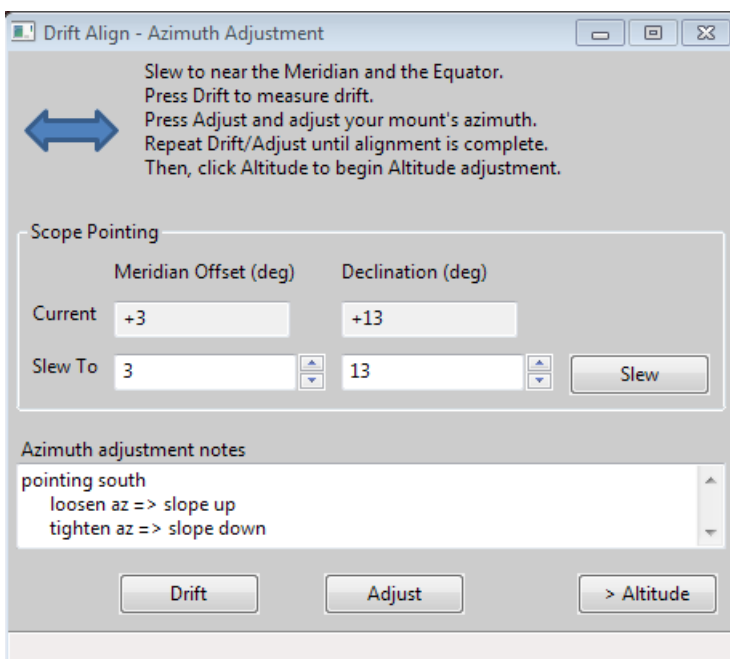 Drift Align - Azimuth Adjustment
Slew to near the Meridian and the Equator.
Press Drift to measure drift.
Press Adjust and adjust your mount's azimuth.
Repeat Drift/Adjust until alignment is complete.
Then, click Altitude to begin Altitude adjustment.
Scope Pointing
Meridian Offset (deg) Declination (deg)
Current +3 +13
Slew To 3 13 Slew
Azimuth adjustment notes
pointing south
loosen az => slope up
tighten az => slope down
Drift Adjust > Altitude